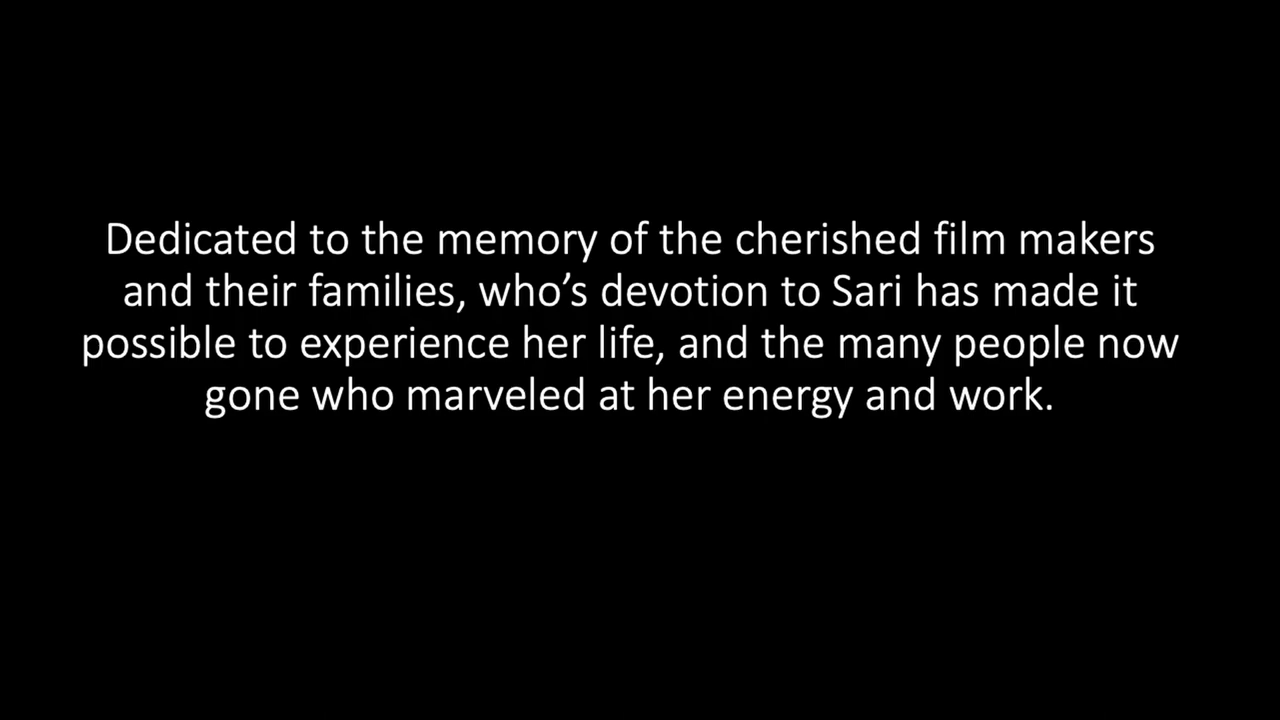 Dedicated to the memory of the cherished film makers
and their families, who’s devotion to Sari has made it
possible to experience her life, and the many people now
gone who marveled at her energy and work.